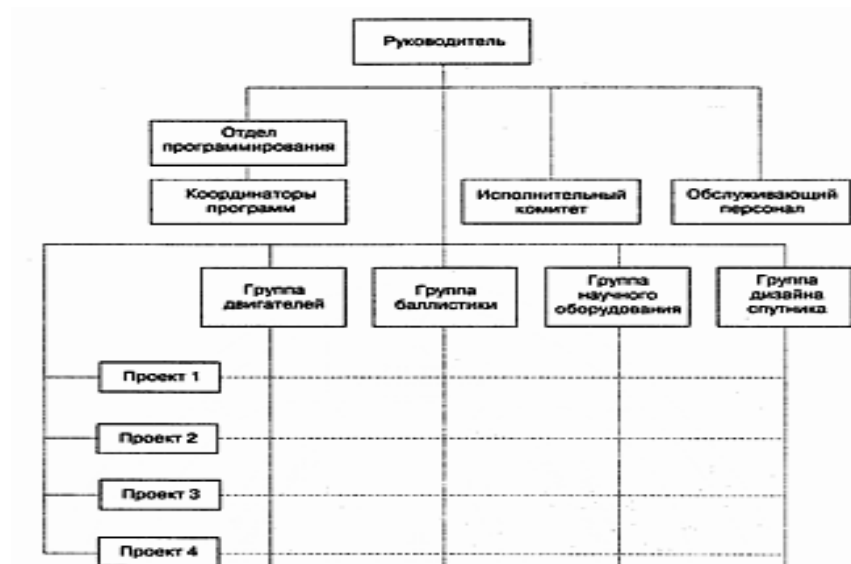 Руководитель
Отдел
программирования
Координаторы
программ
Исполнительный
комитет
Обслуживающий
персонал
Группа
двигателей
Группа
баллистики
Группа
научного
оборудования
Группа
дизайна
спутника
Проект 1
Проект 2
Проект 3
Проект 4